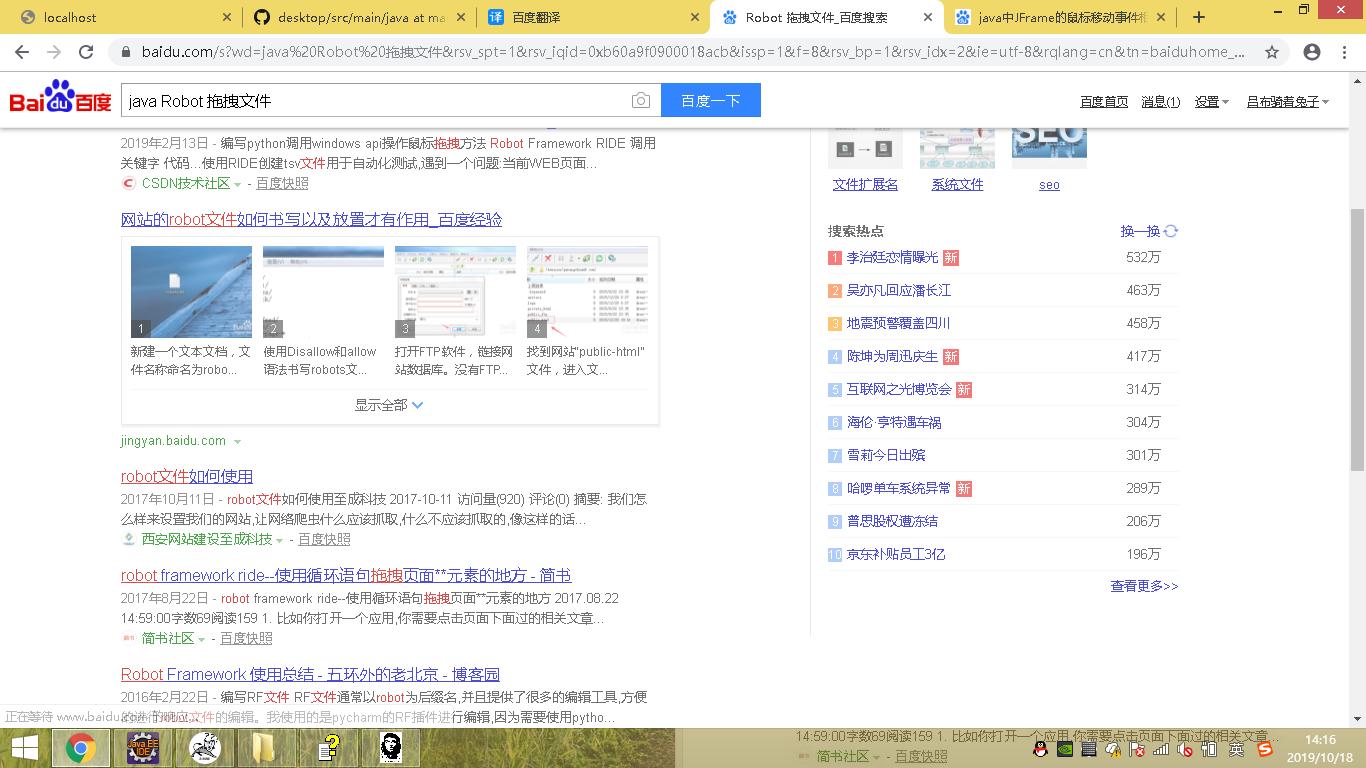 localhost
desktop/src/main/java at ma
百度翻译
Robot 拖拽文件_百度搜索
java中JFrame的鼠标移动事件
baidu.com/s?wd=java%20Robot%20拖拽文件&rsv_spt=1&rsv_iqid=0xb60a9f0900018acb&issp=1&f=8&rsv_bp=1&rsv_idx=2&ie=utf-8&rqlang=cn&tn=baiduhome_...
Bai du 百度
java Robot 拖拽文件
百度一下
百度首页 消息(1) 设置 吕布骑着兔子
2019年2月13日 - 编写python调用windows api操作鼠标拖拽方法 Robot Framework RIDE 调用
关键字 代码...使用RIDE创建tsv文件用于自动化测试,遇到一个问题:当前WEB页面...
CSDN技术社区 - 百度快照
网站的robot文件如何书写以及放置才有作用_百度经验
1
2
3
4
新建一个文本文档，文
件名称命名为robo...
使用Disallow和allow
语法书写robots文...
打开FTP软件，链接网
站数据库。没有FTP...
找到网站"public-html"
文件，进入文...
显示全部
jingyan.baidu.com
robot文件如何使用
2017年10月11日 - robot文件如何使用至成科技 2017-10-11 访问量(920) 评论(0) 摘要: 我们怎
么样来设置我们的网站,让网络爬虫什么应该抓取,什么不应该抓取的,像这样的话...
西安网站建设至成科技 - 百度快照
robot framework ride--使用循环语句拖拽页面**元素的地方 - 简书
2017年8月22日 - robot framework ride--使用循环语句拖拽页面**元素的地方 2017.08.22
14:59:00字数69阅读159 1. 比如你打开一个应用,你需要点击页面下面过的相关文章...
简书社区 - 百度快照
Robot Framework 使用总结 - 五环外的老北京 - 博客园
2016年2月22日 - 编写RF文件 RF文件通常以robot为后缀名,并且提供了很多的编辑工具,方便
文件的编辑。我使用的是pycharm的RF插件进行编辑,因为需要使用pytho...
正在等待 www.baidu.com 的响应...
SEO
文件扩展名
系统文件
seo
搜索热点 换一换
1 李治廷恋情曝光 新 532万
2 吴亦凡回应潘长江 463万
3 地震预警覆盖四川 458万
4 陈坤为周迅庆生 新 417万
5 互联网之光博览会 新 314万
6 海伦·亨特遇车祸 304万
7 雪莉今日出殡 301万
8 哈啰单车系统异常 新 289万
9 普思股权遭冻结 206万
10 京东补贴员工3亿 196万
查看更多>>
Java EE
IDE
14:59:00字数69阅读159 1. 比如你打开一个应用,你需要点击页面下面过的相关文章...
简书社区 - 百度快照
英
14:16
2019/10/18